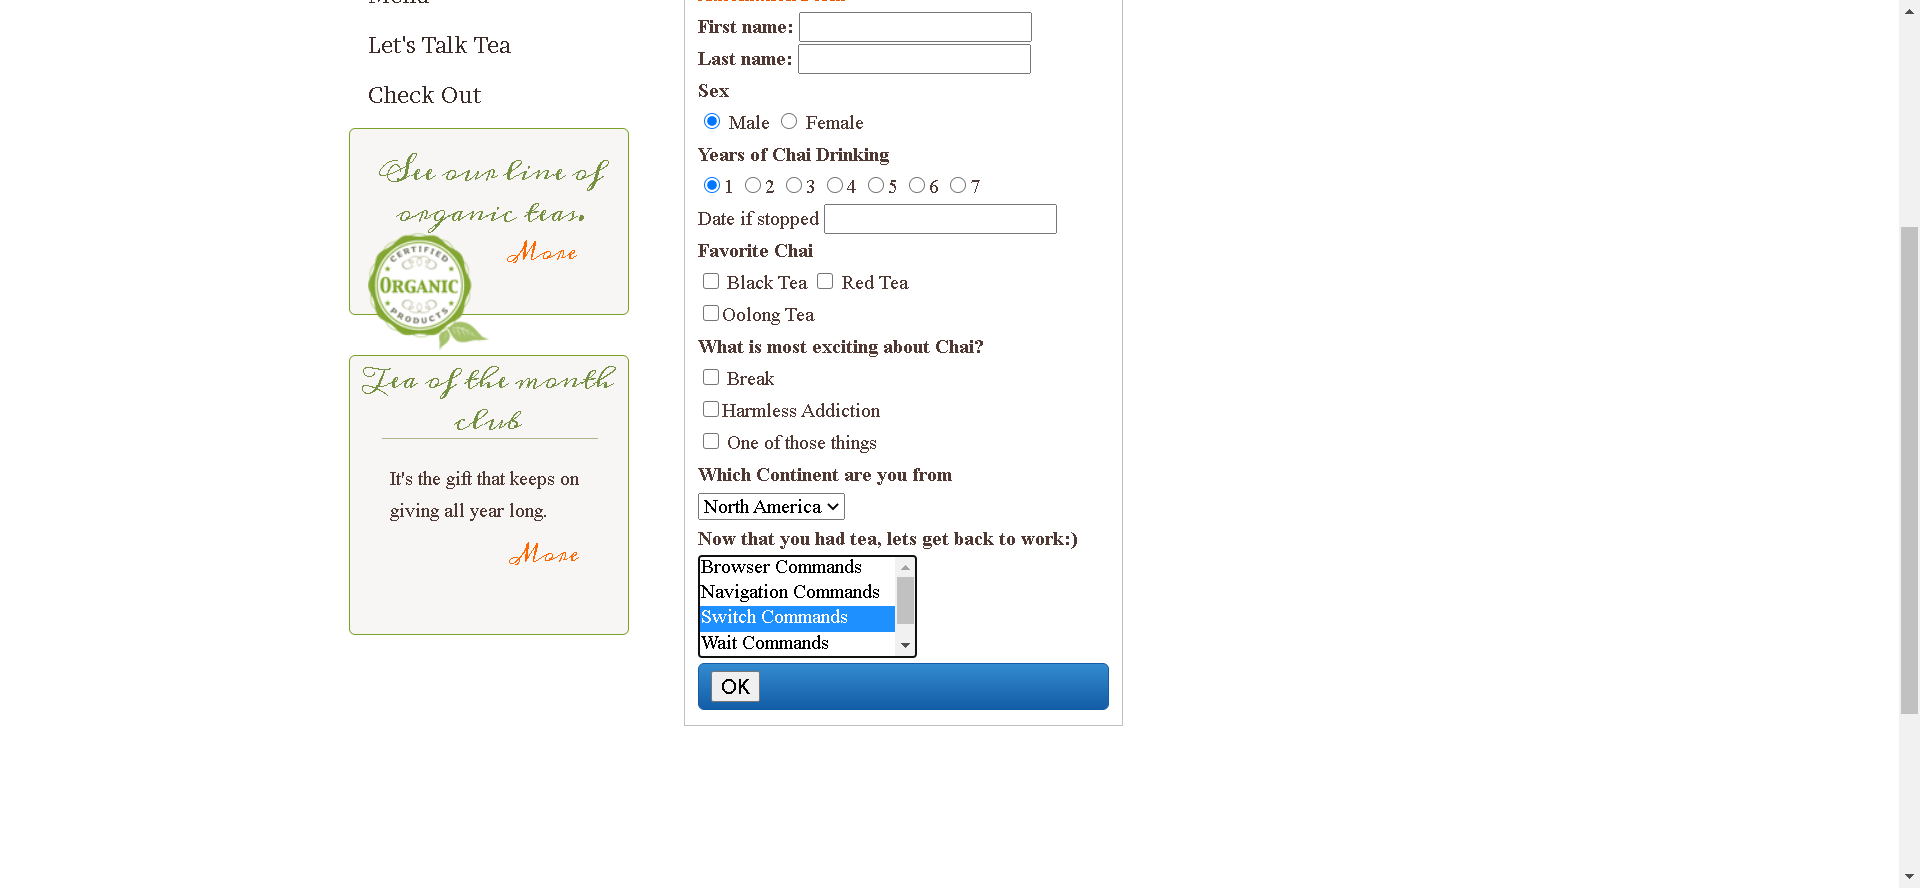 Let's Talk Tea
Check Out
See our line of
organic teas.
More
CERTIFIED
ORGANIC
PRODUCTS
Tea of the month
club
It's the gift that keeps on
giving all year long.
More
First name:
Last name:
Sex
Male Female
Years of Chai Drinking
1 2 3 4 5 6 7
Date if stopped
Favorite Chai
Black Tea Red Tea
Oolong Tea
What is most exciting about Chai?
Break
Harmless Addiction
One of those things
Which Continent are you from
North America
Now that you had tea, lets get back to work:)
Browser Commands
Navigation Commands
Switch Commands
Wait Commands
OK